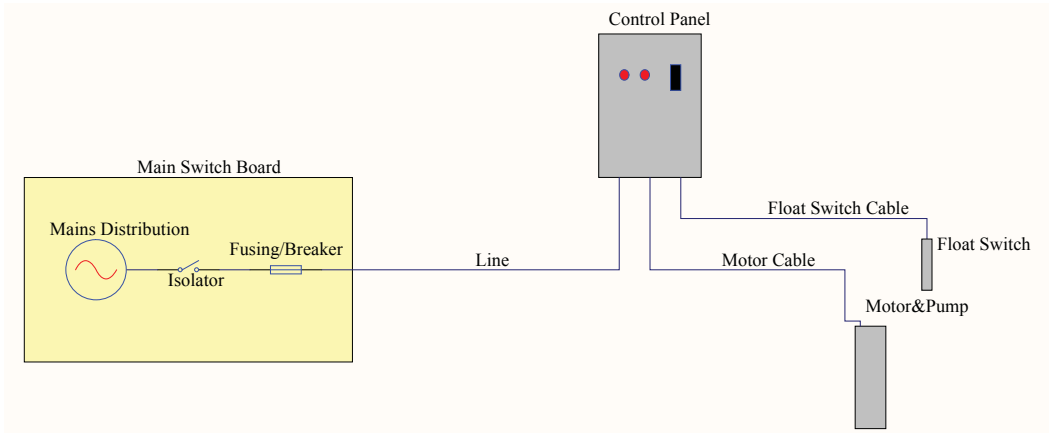 Control Panel
Main Switch Board
Mains Distribution
Fusing/Breaker
Isolator
Line
Float Switch Cable
Motor Cable
Float Switch
Motor&Pump